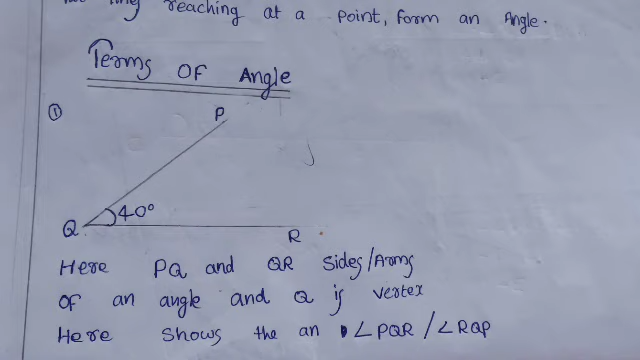 reaching at a point, form an Angle.
Terms OF Angle
①
P
40°
Q
R
Here PQ and QR sides/Arms
OF an angle and Q is vertex
Here shows the an ∠PQR/∠RQP